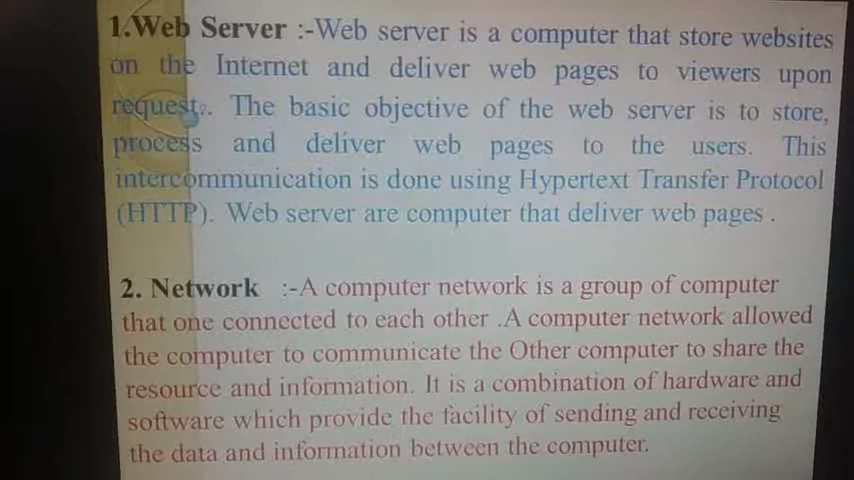 1.Web Server :-Web server is a computer that store websites
on the Internet and deliver web pages to viewers upon
request. The basic objective of the web server is to store,
process and deliver web pages to the users. This
intercommunication is done using Hypertext Transfer Protocol
(HTTP). Web server are computer that deliver web pages .
2. Network :-A computer network is a group of computer
that one connected to each other .A computer network allowed
the computer to communicate the Other computer to share the
resource and information. It is a combination of hardware and
software which provide the facility of sending and receiving
the data and information between the computer.